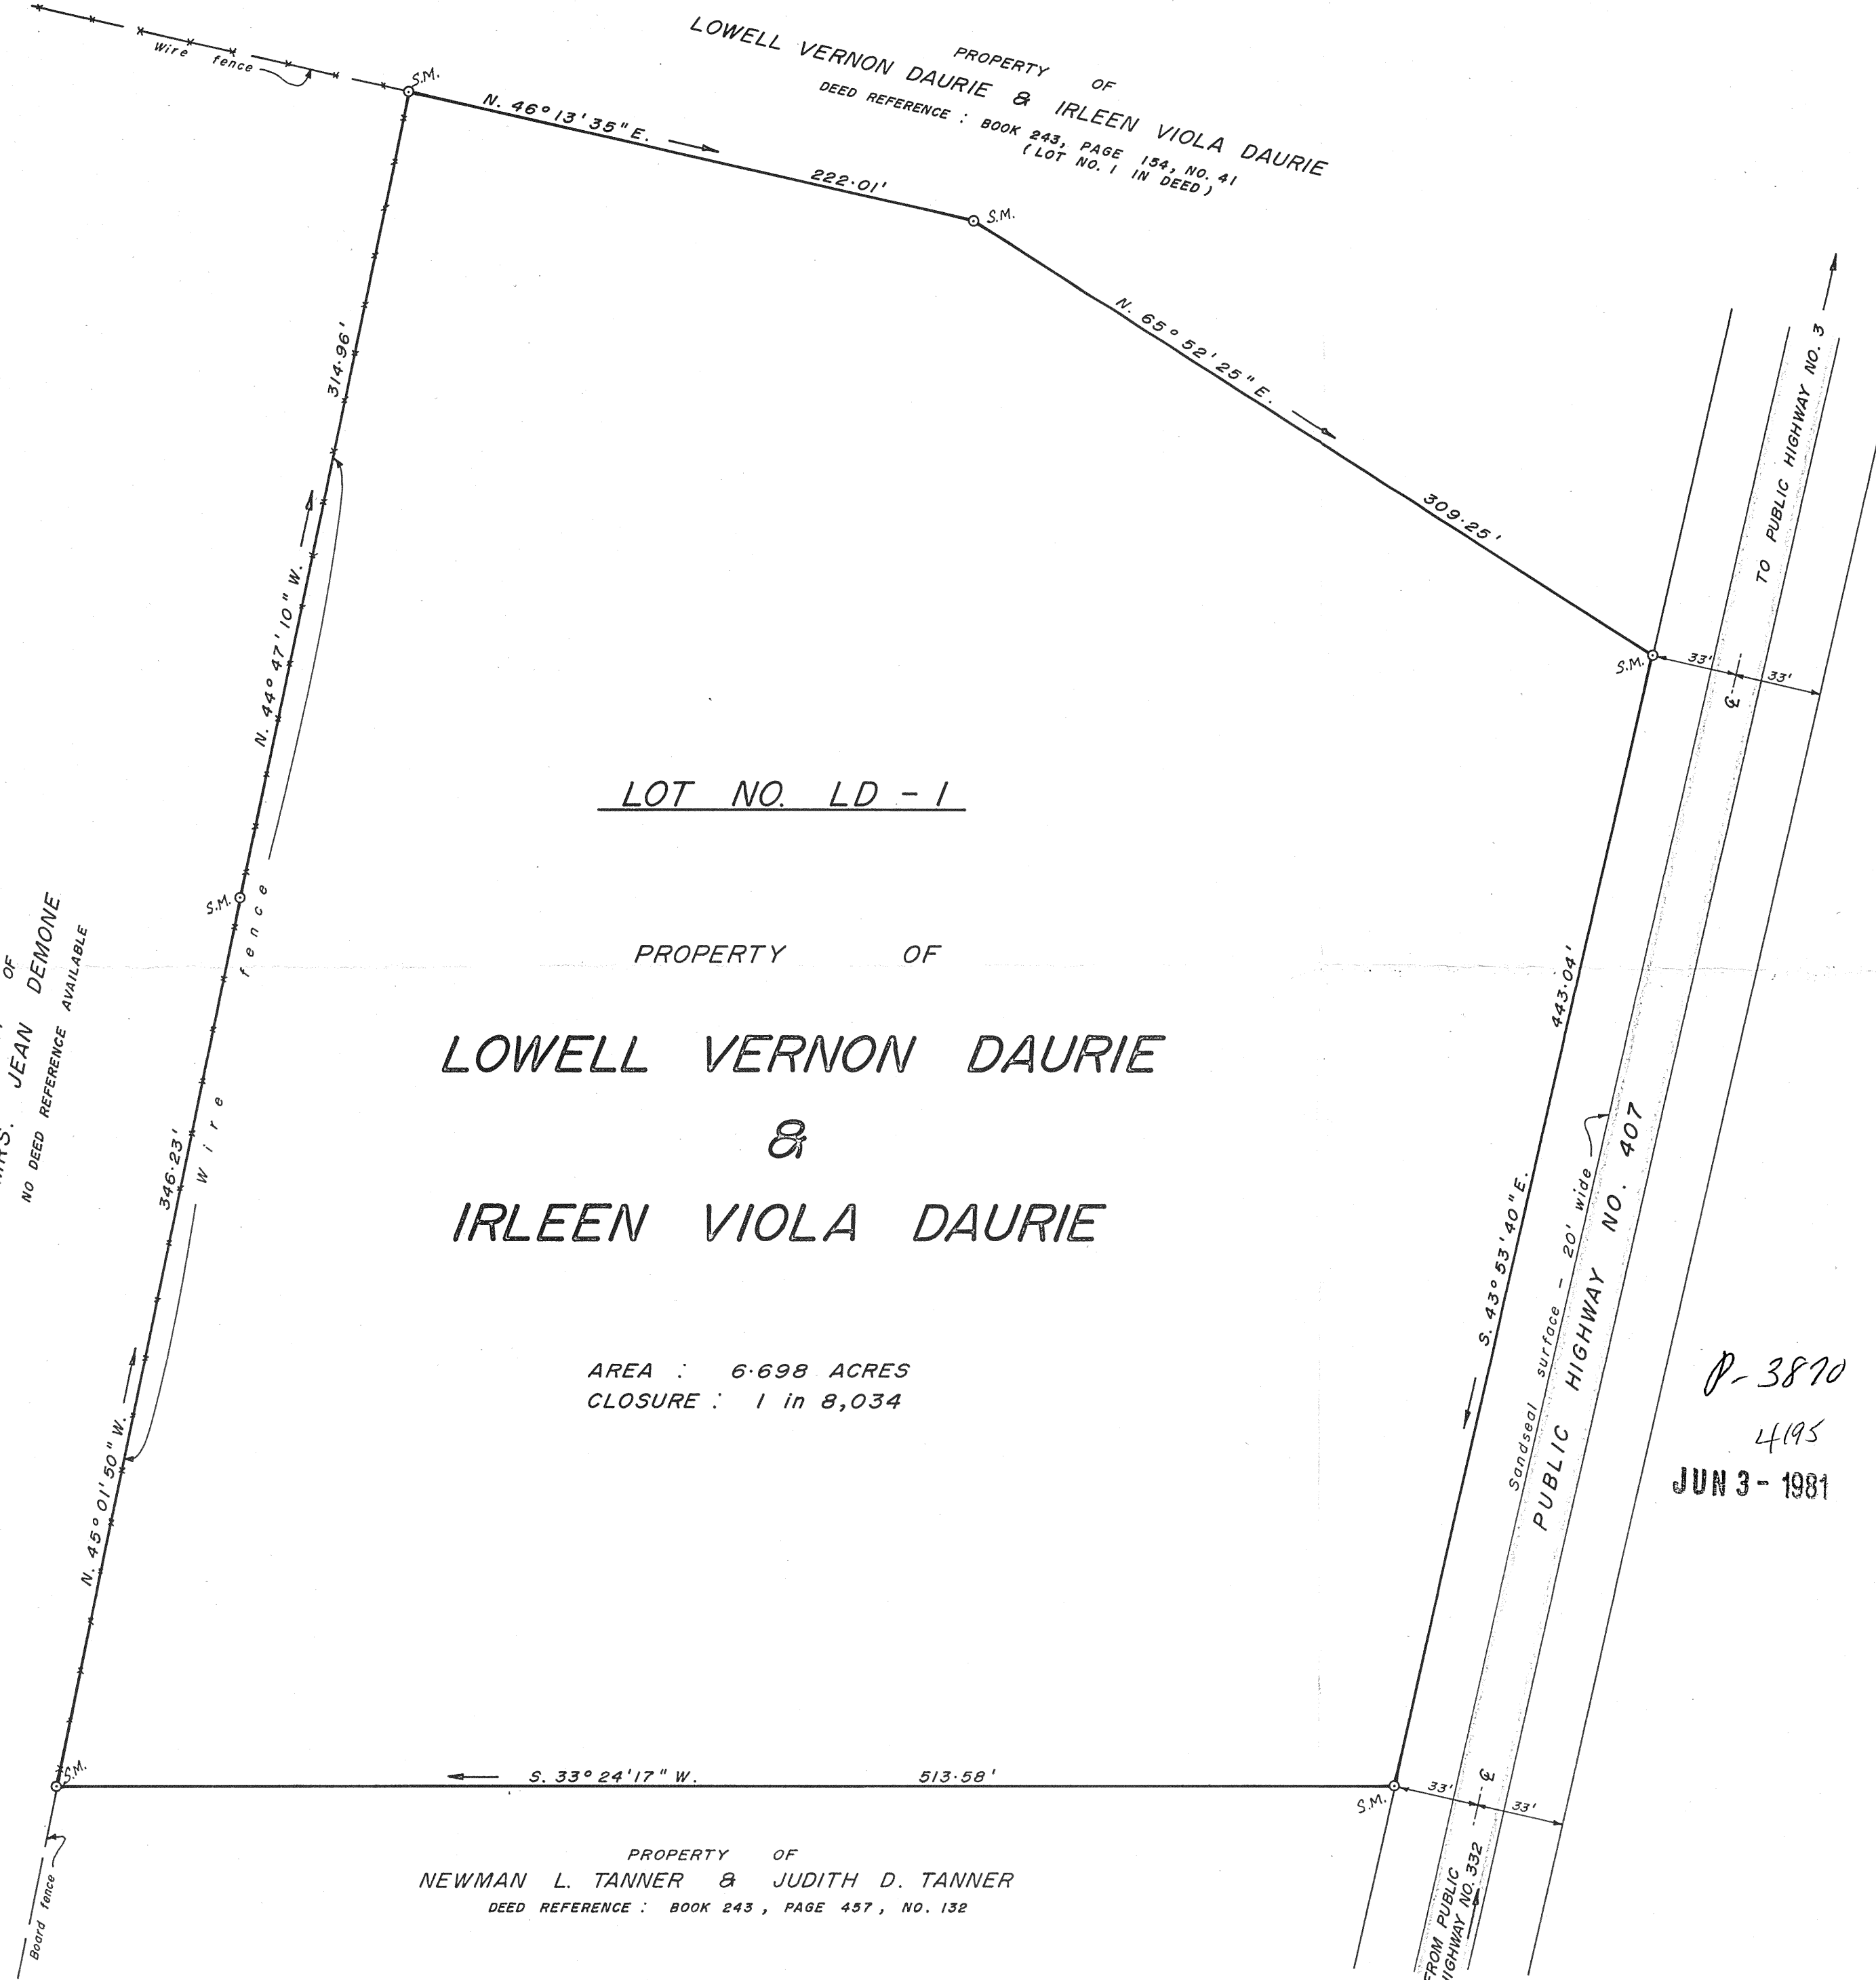 Wire fence
S.M.
N. 46° 13' 35" E.
222·01'
PROPERTY OF
LOWELL VERNON DAURIE & IRLEEN VIOLA DAURIE
DEED REFERENCE : BOOK 243, PAGE 154, NO. 41
(LOT NO. 1 IN DEED)
S.M.
N. 65° 52' 25" E.
309·25'
TO PUBLIC HIGHWAY NO. 3
S.M.
33'
33'
314·96'
N. 44° 47' 10" W.
S.M.
Wire fence
OF
JEAN DEMONE
NO DEED REFERENCE AVAILABLE
346·23'
N. 45° 01' 50" W.
LOT NO. LD - 1
PROPERTY OF
LOWELL VERNON DAURIE
&
IRLEEN VIOLA DAURIE
AREA : 6·698 ACRES
CLOSURE : 1 in 8,034
443·04'
S. 43° 53' 40" E.
Sandseal surface - 20' wide
PUBLIC HIGHWAY NO. 407
P-3870
4195
JUN 3 - 1981
S.M.
S. 33° 24' 17" W.
513·58'
S.M.
33'
33'
FROM PUBLIC
HIGHWAY NO. 332
PROPERTY OF
NEWMAN L. TANNER & JUDITH D. TANNER
DEED REFERENCE : BOOK 243 , PAGE 457 , NO. 132
Board fence